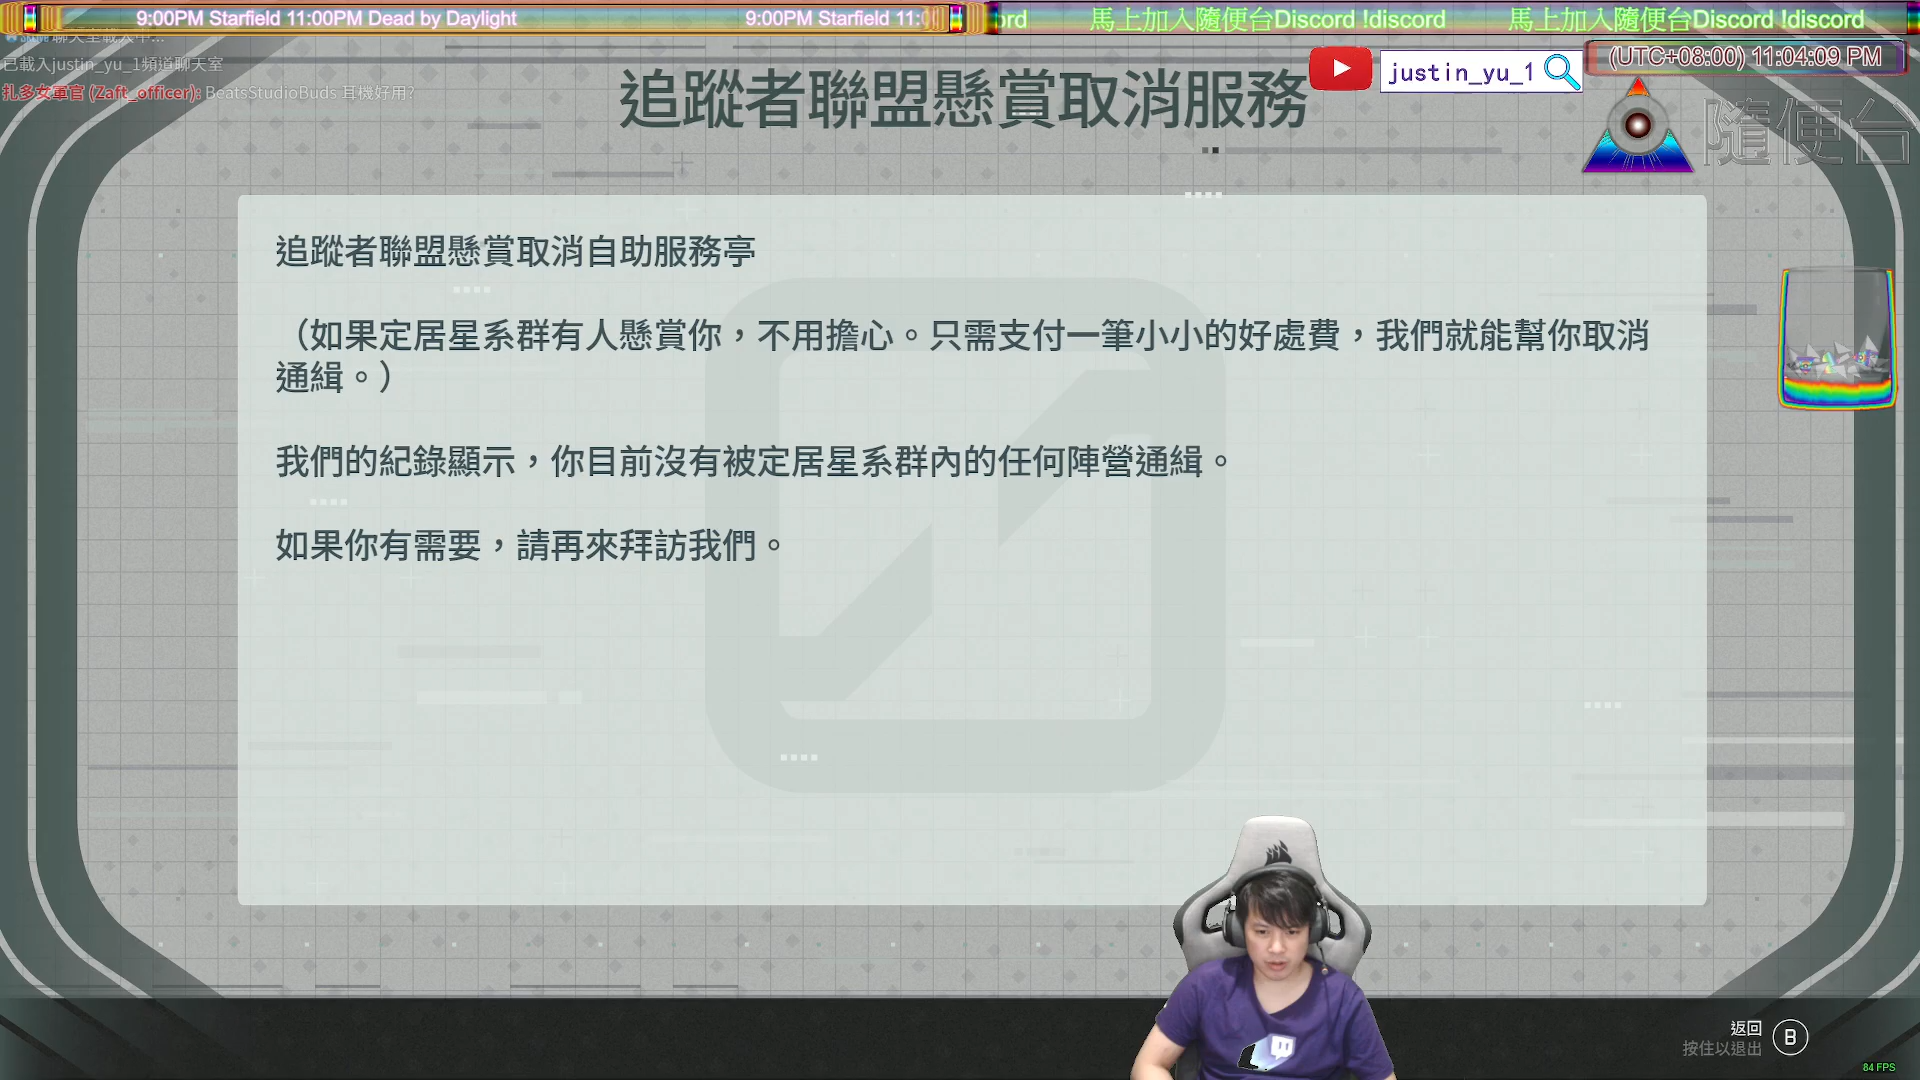 9:00PM Starfield 11:00PM Dead by Daylight
9:00PM Starfield 11:0
ord
馬上加入隨便台Discord !discord
馬上加入隨便台Discord !discord
已載入justin_yu_1頻道聊天室
扎多女軍官 (Zaft_officer): BeatsStudioBuds 耳機好用?
追蹤者聯盟懸賞取消服務
justin_yu_1
(UTC+08:00) 11:04:09 PM
隨便台
追蹤者聯盟懸賞取消自助服務亭
（如果定居星系群有人懸賞你，不用擔心。只需支付一筆小小的好處費，我們就能幫你取消
通緝。）
我們的紀錄顯示，你目前沒有被定居星系群內的任何陣營通緝。
如果你有需要，請再來拜訪我們。
返回
按住以退出
B
84 FPS